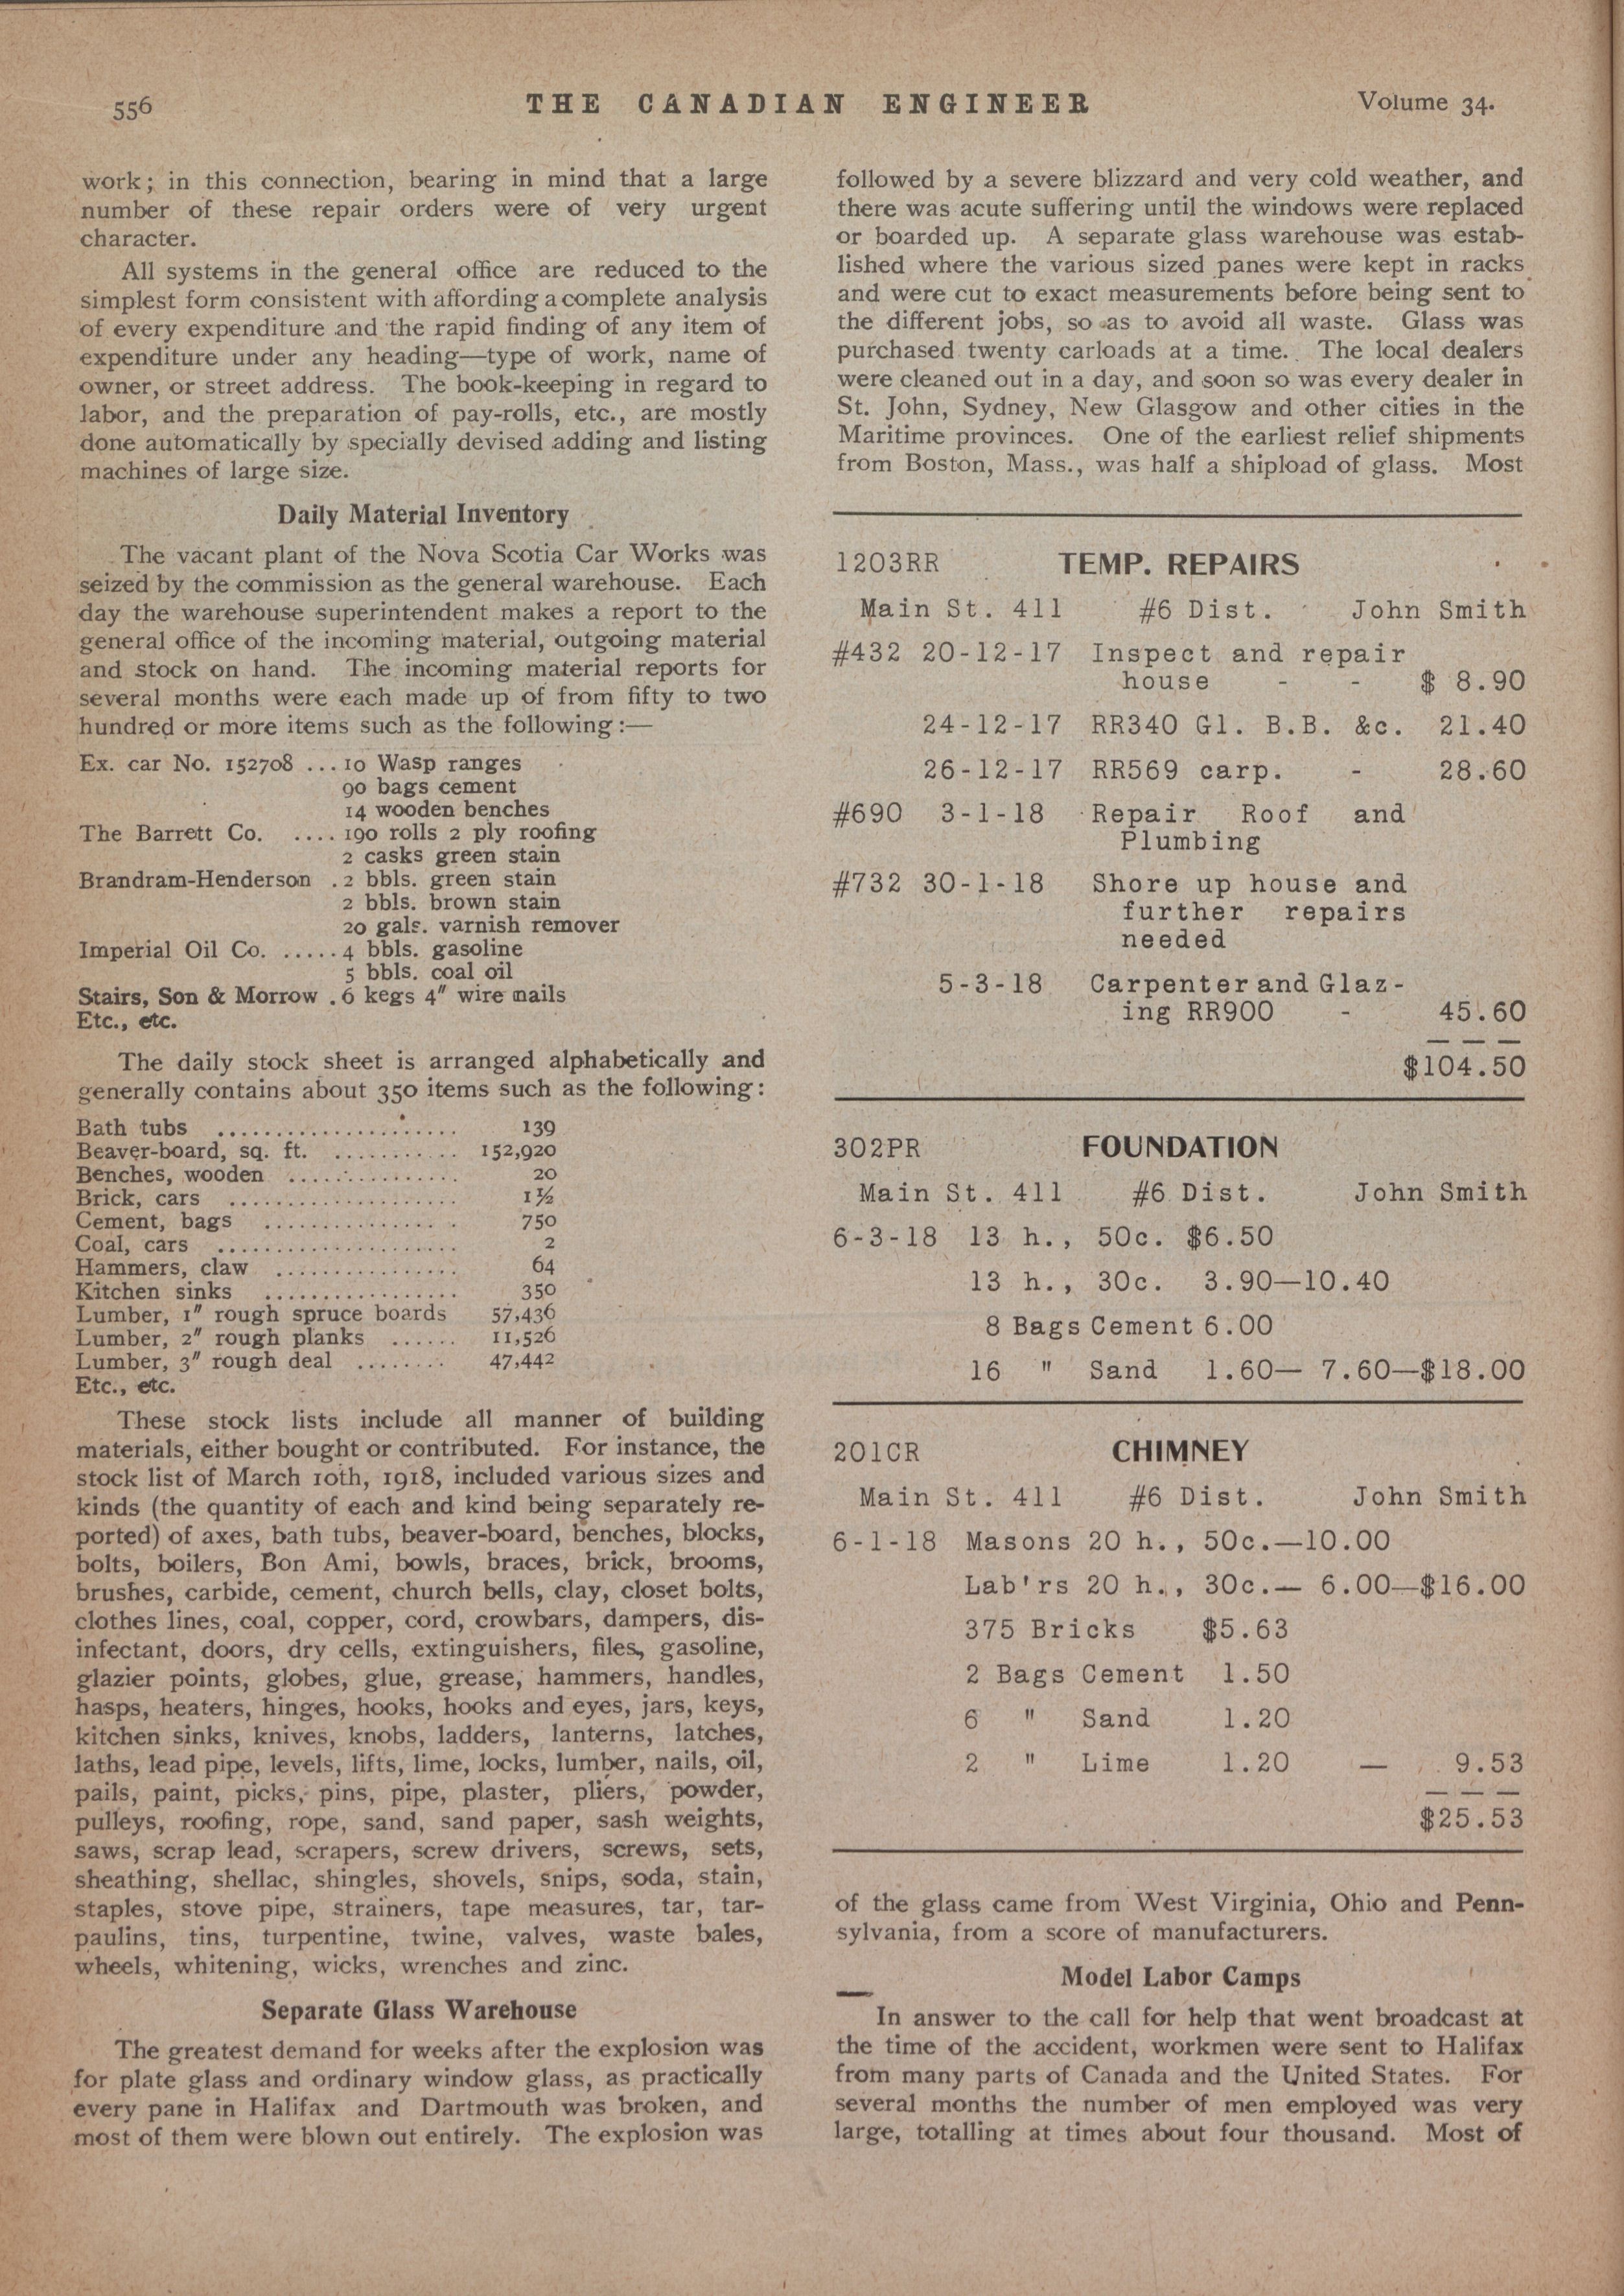 556
THE CANADIAN ENGINEER
Volume 34.
work; in this connection, bearing in mind that a large
number of these repair orders were of very urgent
character.
All systems in the general office are reduced to the
simplest form consistent with affording a complete analysis
of every expenditure and the rapid finding of any item of
expenditure under any heading—type of work, name of
owner, or street address. The book-keeping in regard to
labor, and the preparation of pay-rolls, etc., are mostly
done automatically by specially devised adding and listing
machines of large size.
Daily Material Inventory
The vacant plant of the Nova Scotia Car Works was
seized by the commission as the general warehouse. Each
day the warehouse superintendent makes a report to the
general office of the incoming material, outgoing material
and stock on hand. The incoming material reports for
several months were each made up of from fifty to two
hundred or more items such as the following:—
Ex. car No. 152708 ... 10 Wasp ranges
90 bags cement
14 wooden benches
The Barrett Co. .... 190 rolls 2 ply roofing
2 casks green stain
Brandram-Henderson . 2 bbls. green stain
2 bbls. brown stain
20 gals. varnish remover
Imperial Oil Co. ..... 4 bbls. gasoline
5 bbls. coal oil
Stairs, Son & Morrow . 6 kegs 4" wire nails
Etc., etc.
The daily stock sheet is arranged alphabetically and
generally contains about 350 items such as the following:
Bath tubs ..................... 139
Beaver-board, sq. ft. ........... 152,920
Benches, wooden ............... 20
Brick, cars ................... 1½
Cement, bags ................ 750
Coal, cars ..................... 2
Hammers, claw ................ 64
Kitchen sinks ................. 350
Lumber, 1" rough spruce boards 57,436
Lumber, 2" rough planks ...... 11,526
Lumber, 3" rough deal ........ 47,442
Etc., etc.
These stock lists include all manner of building
materials, either bought or contributed. For instance, the
stock list of March 10th, 1918, included various sizes and
kinds (the quantity of each and kind being separately re-
ported) of axes, bath tubs, beaver-board, benches, blocks,
bolts, boilers, Bon Ami, bowls, braces, brick, brooms,
brushes, carbide, cement, church bells, clay, closet bolts,
clothes lines, coal, copper, cord, crowbars, dampers, dis-
infectant, doors, dry cells, extinguishers, files, gasoline,
glazier points, globes, glue, grease, hammers, handles,
hasps, heaters, hinges, hooks, hooks and eyes, jars, keys,
kitchen sinks, knives, knobs, ladders, lanterns, latches,
laths, lead pipe, levels, lifts, lime, locks, lumber, nails, oil,
pails, paint, picks, pins, pipe, plaster, pliers, powder,
pulleys, roofing, rope, sand, sand paper, sash weights,
saws, scrap lead, scrapers, screw drivers, screws, sets,
sheathing, shellac, shingles, shovels, snips, soda, stain,
staples, stove pipe, strainers, tape measures, tar, tar-
paulins, tins, turpentine, twine, valves, waste bales,
wheels, whitening, wicks, wrenches and zinc.
Separate Glass Warehouse
The greatest demand for weeks after the explosion was
for plate glass and ordinary window glass, as practically
every pane in Halifax and Dartmouth was broken, and
most of them were blown out entirely. The explosion was
followed by a severe blizzard and very cold weather, and
there was acute suffering until the windows were replaced
or boarded up. A separate glass warehouse was estab-
lished where the various sized panes were kept in racks
and were cut to exact measurements before being sent to
the different jobs, so as to avoid all waste. Glass was
purchased twenty carloads at a time. The local dealers
were cleaned out in a day, and soon so was every dealer in
St. John, Sydney, New Glasgow and other cities in the
Maritime provinces. One of the earliest relief shipments
from Boston, Mass., was half a shipload of glass. Most
1203RR TEMP. REPAIRS
Main St. 411 #6 Dist. John Smith
#432 20-12-17 Inspect and repair
house - - $ 8.90
24-12-17 RR340 Gl. B.B. &c. 21.40
26-12-17 RR569 carp. - 28.60
#690 3-1-18 Repair Roof and
Plumbing
#732 30-1-18 Shore up house and
further repairs
needed
5-3-18 Carpenter and Glaz-
ing RR900 - 45.60
$104.50
302PR FOUNDATION
Main St. 411 #6 Dist. John Smith
6-3-18 13 h., 50c. $6.50
13 h., 30c. 3.90—10.40
8 Bags Cement 6.00
16 " Sand 1.60— 7.60—$18.00
201CR CHIMNEY
Main St. 411 #6 Dist. John Smith
6-1-18 Masons 20 h., 50c.—10.00
Lab'rs 20 h., 30c.— 6.00—$16.00
375 Bricks $5.63
2 Bags Cement 1.50
6 " Sand 1.20
2 " Lime 1.20 — 9.53
$25.53
of the glass came from West Virginia, Ohio and Penn-
sylvania, from a score of manufacturers.
Model Labor Camps
In answer to the call for help that went broadcast at
the time of the accident, workmen were sent to Halifax
from many parts of Canada and the United States. For
several months the number of men employed was very
large, totalling at times about four thousand. Most of